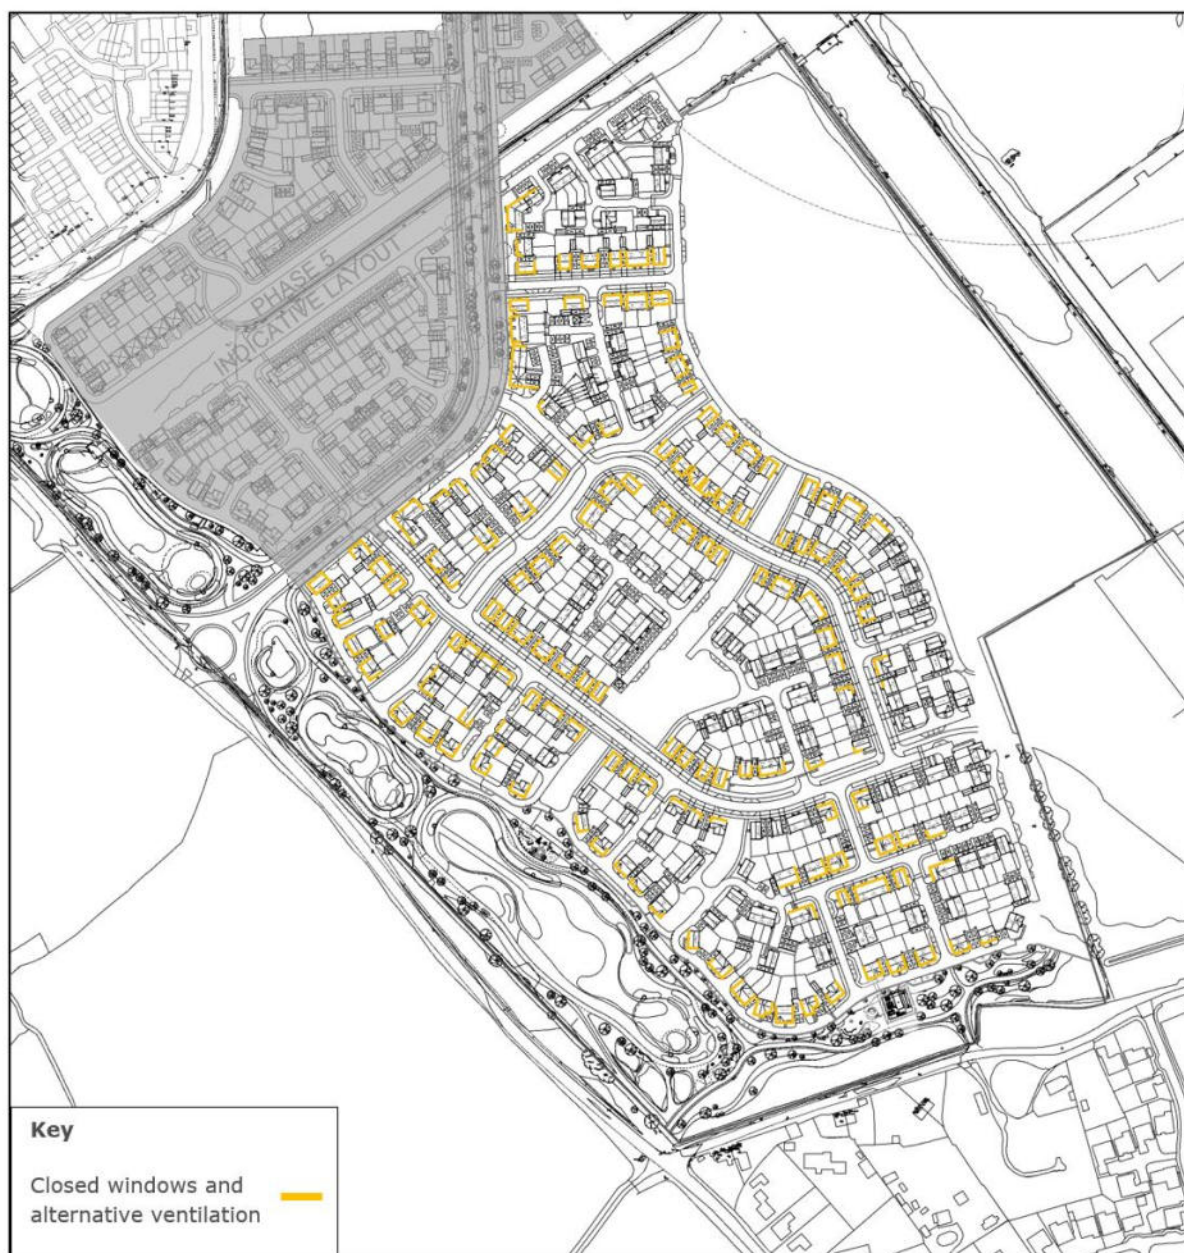 PHASE 5
INDICATIVE LAYOUT
Key
Closed windows and
alternative ventilation